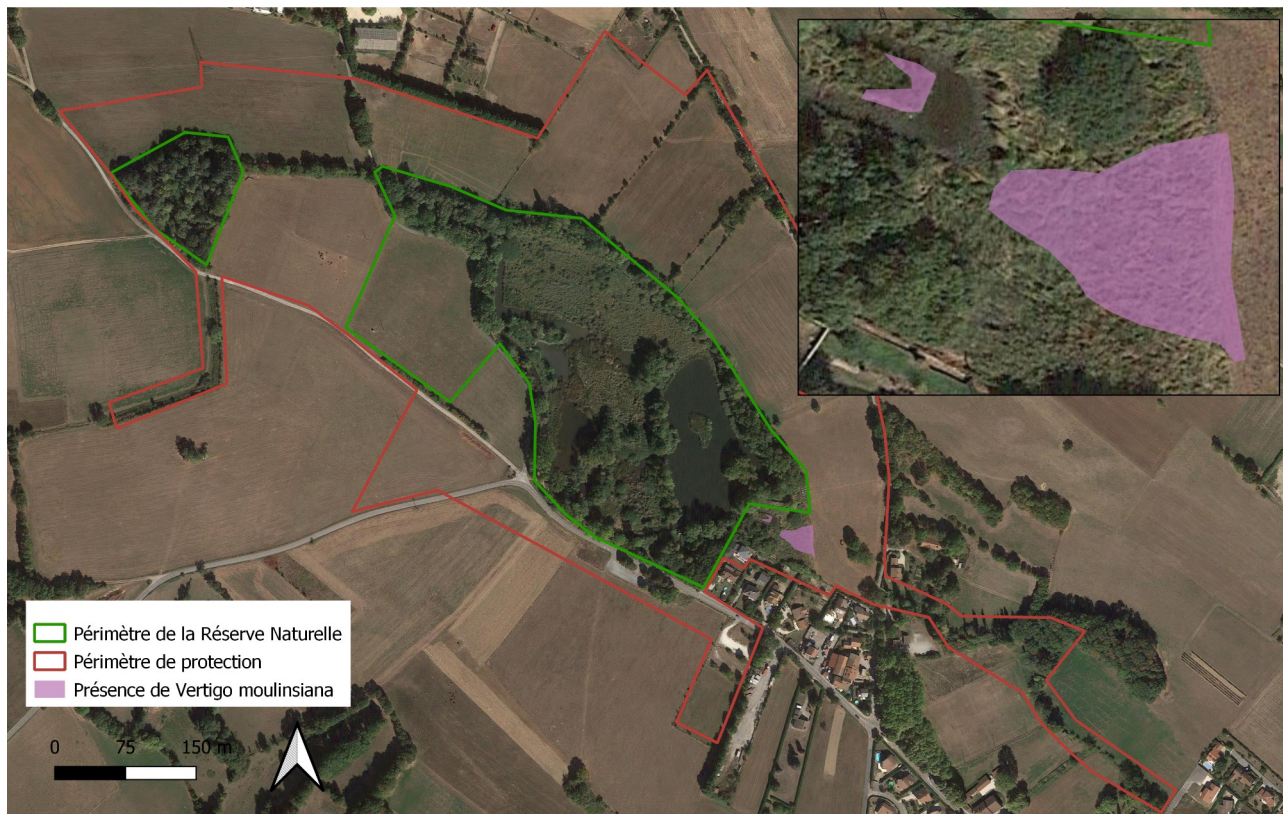 Périmètre de la Réserve Naturelle
Périmètre de protection
Présence de Vertigo moulinsiana
0 75 150 m